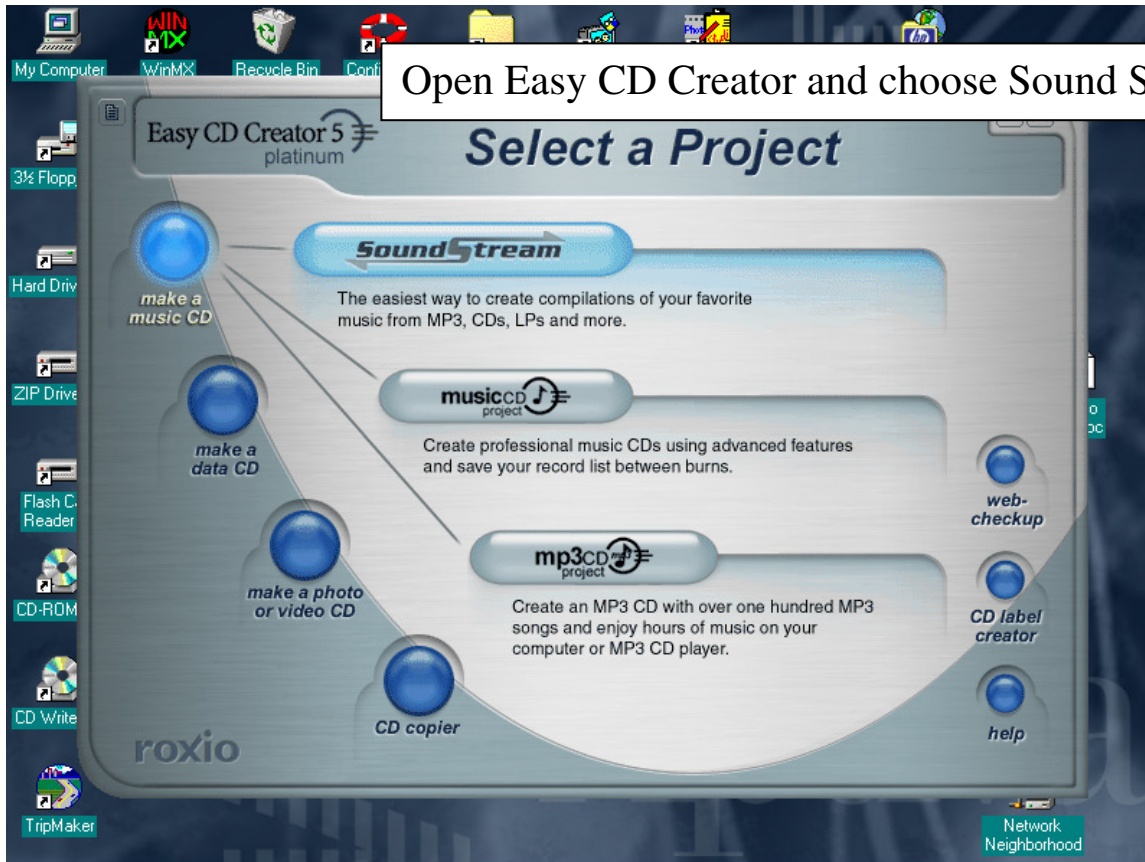 My Computer
WinMX
Recycle Bin
Open Easy CD Creator and choose Sound S
Easy CD Creator 5
platinum
Select a Project
3½ Flopp
SoundStream
Hard Driv
make a
music CD
The easiest way to create compilations of your favorite
music from MP3, CDs, LPs and more.
ZIP Drive
musicCD
project
make a
data CD
Create professional music CDs using advanced features
and save your record list between burns.
Flash C
Reader
web-
checkup
mp3CD
project
CD-ROM
make a photo
or video CD
Create an MP3 CD with over one hundred MP3
songs and enjoy hours of music on your
computer or MP3 CD player.
CD label
creator
CD Write
CD copier
help
roxio
TripMaker
Network
Neighborhood